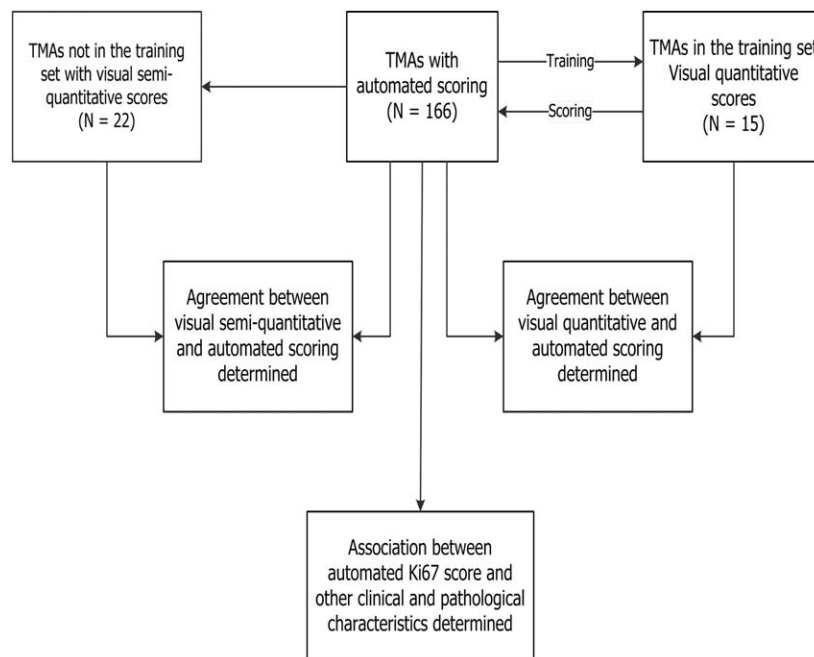 TMAs not in the training
set with visual semi-
quantitative scores
(N = 22)
TMAs with
automated scoring
(N = 166)
Training
Scoring
TMAs in the training set
Visual quantitative
scores
(N = 15)
Agreement between
visual semi-quantitative
and automated scoring
determined
Agreement between
visual quantitative and
automated scoring
determined
Association between
automated Ki67 score and
other clinical and pathological
characteristics determined